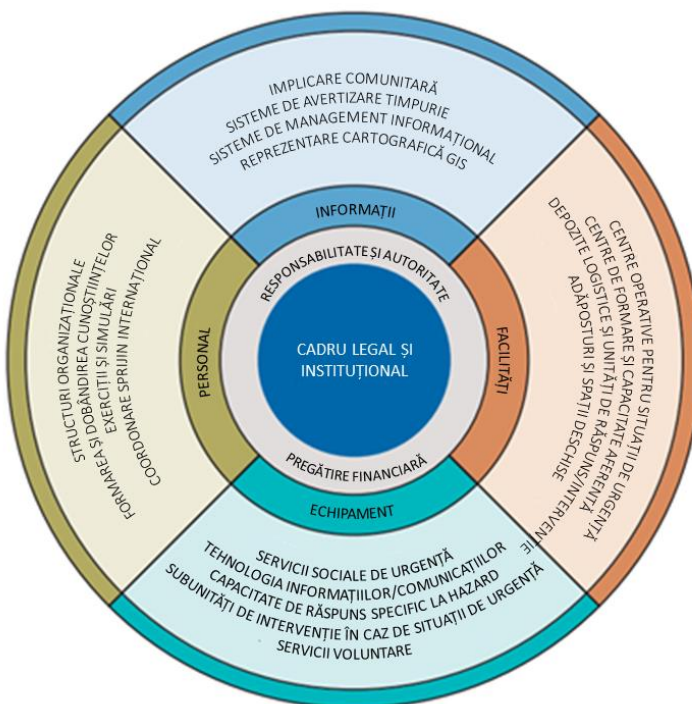 IMPLICARE COMUNITARĂ
SISTEME DE AVERTIZARE TIMPURIE
SISTEME DE MANAGEMENT INFORMAȚIONAL
REPREZENTARE CARTOGRAFICĂ GIS
INFORMAȚII
RESPONSABILITATE ȘI AUTORITATE
CADRU LEGAL ȘI
INSTITUȚIONAL
PREGĂTIRE FINANCIARĂ
PERSONAL
STRUCTURI ORGANIZAȚIONALE
FORMAREA ȘI DOBÂNDIREA CUNOȘTIINȚELOR
EXERCIȚII ȘI SIMULĂRI
COORDONARE SPRIJIN INTERNAȚIONAL
FACILITĂȚI
CENTRE OPERATIVE PENTRU SITUAȚII DE URGENȚĂ
CENTRE DE FORMARE ȘI CAPACITATE AFERENTĂ
DEPOZITE LOGISTICE ȘI UNITĂȚI DE RĂSPUNS/INTERVENȚIE
ADĂPOSTURI ȘI SPAȚII DESCHISE
ECHIPAMENT
SERVICII SOCIALE DE URGENȚĂ
TEHNOLOGIA INFORMAȚIILOR/COMUNICAȚIILOR
CAPACITATE DE RĂSPUNS SPECIFIC LA HAZARD
SUBUNITĂȚI DE INTERVENȚIE ÎN CAZ DE SITUAȚII DE URGENȚĂ
SERVICII VOLUNTARE